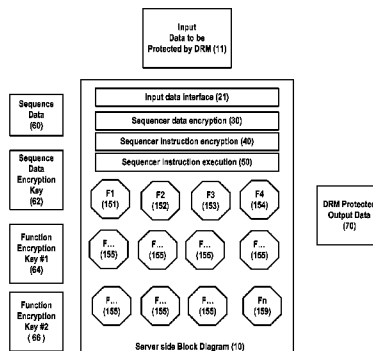 Input
Data to be
Protected by DRM (11)
Sequence
Data
(60)
Sequence
Data
Encryption
Key
(62)
Function
Encryption
Key #1
(64)
Function
Encryption
Key #2
(66 )
Input data interface (21)
Sequencer data encryption (30)
Sequencer instruction encryption (40)
Sequencer instruction execution (50)
F1
(151)
F2
(152)
F3
(153)
F4
(154)
F...
(155)
F...
(155)
F...
(155)
F...
(155)
F...
(155)
F...
(155)
F...
(155)
Fn
(159)
Server side Block Diagram (10)
DRM Protected
Output Data
(70)